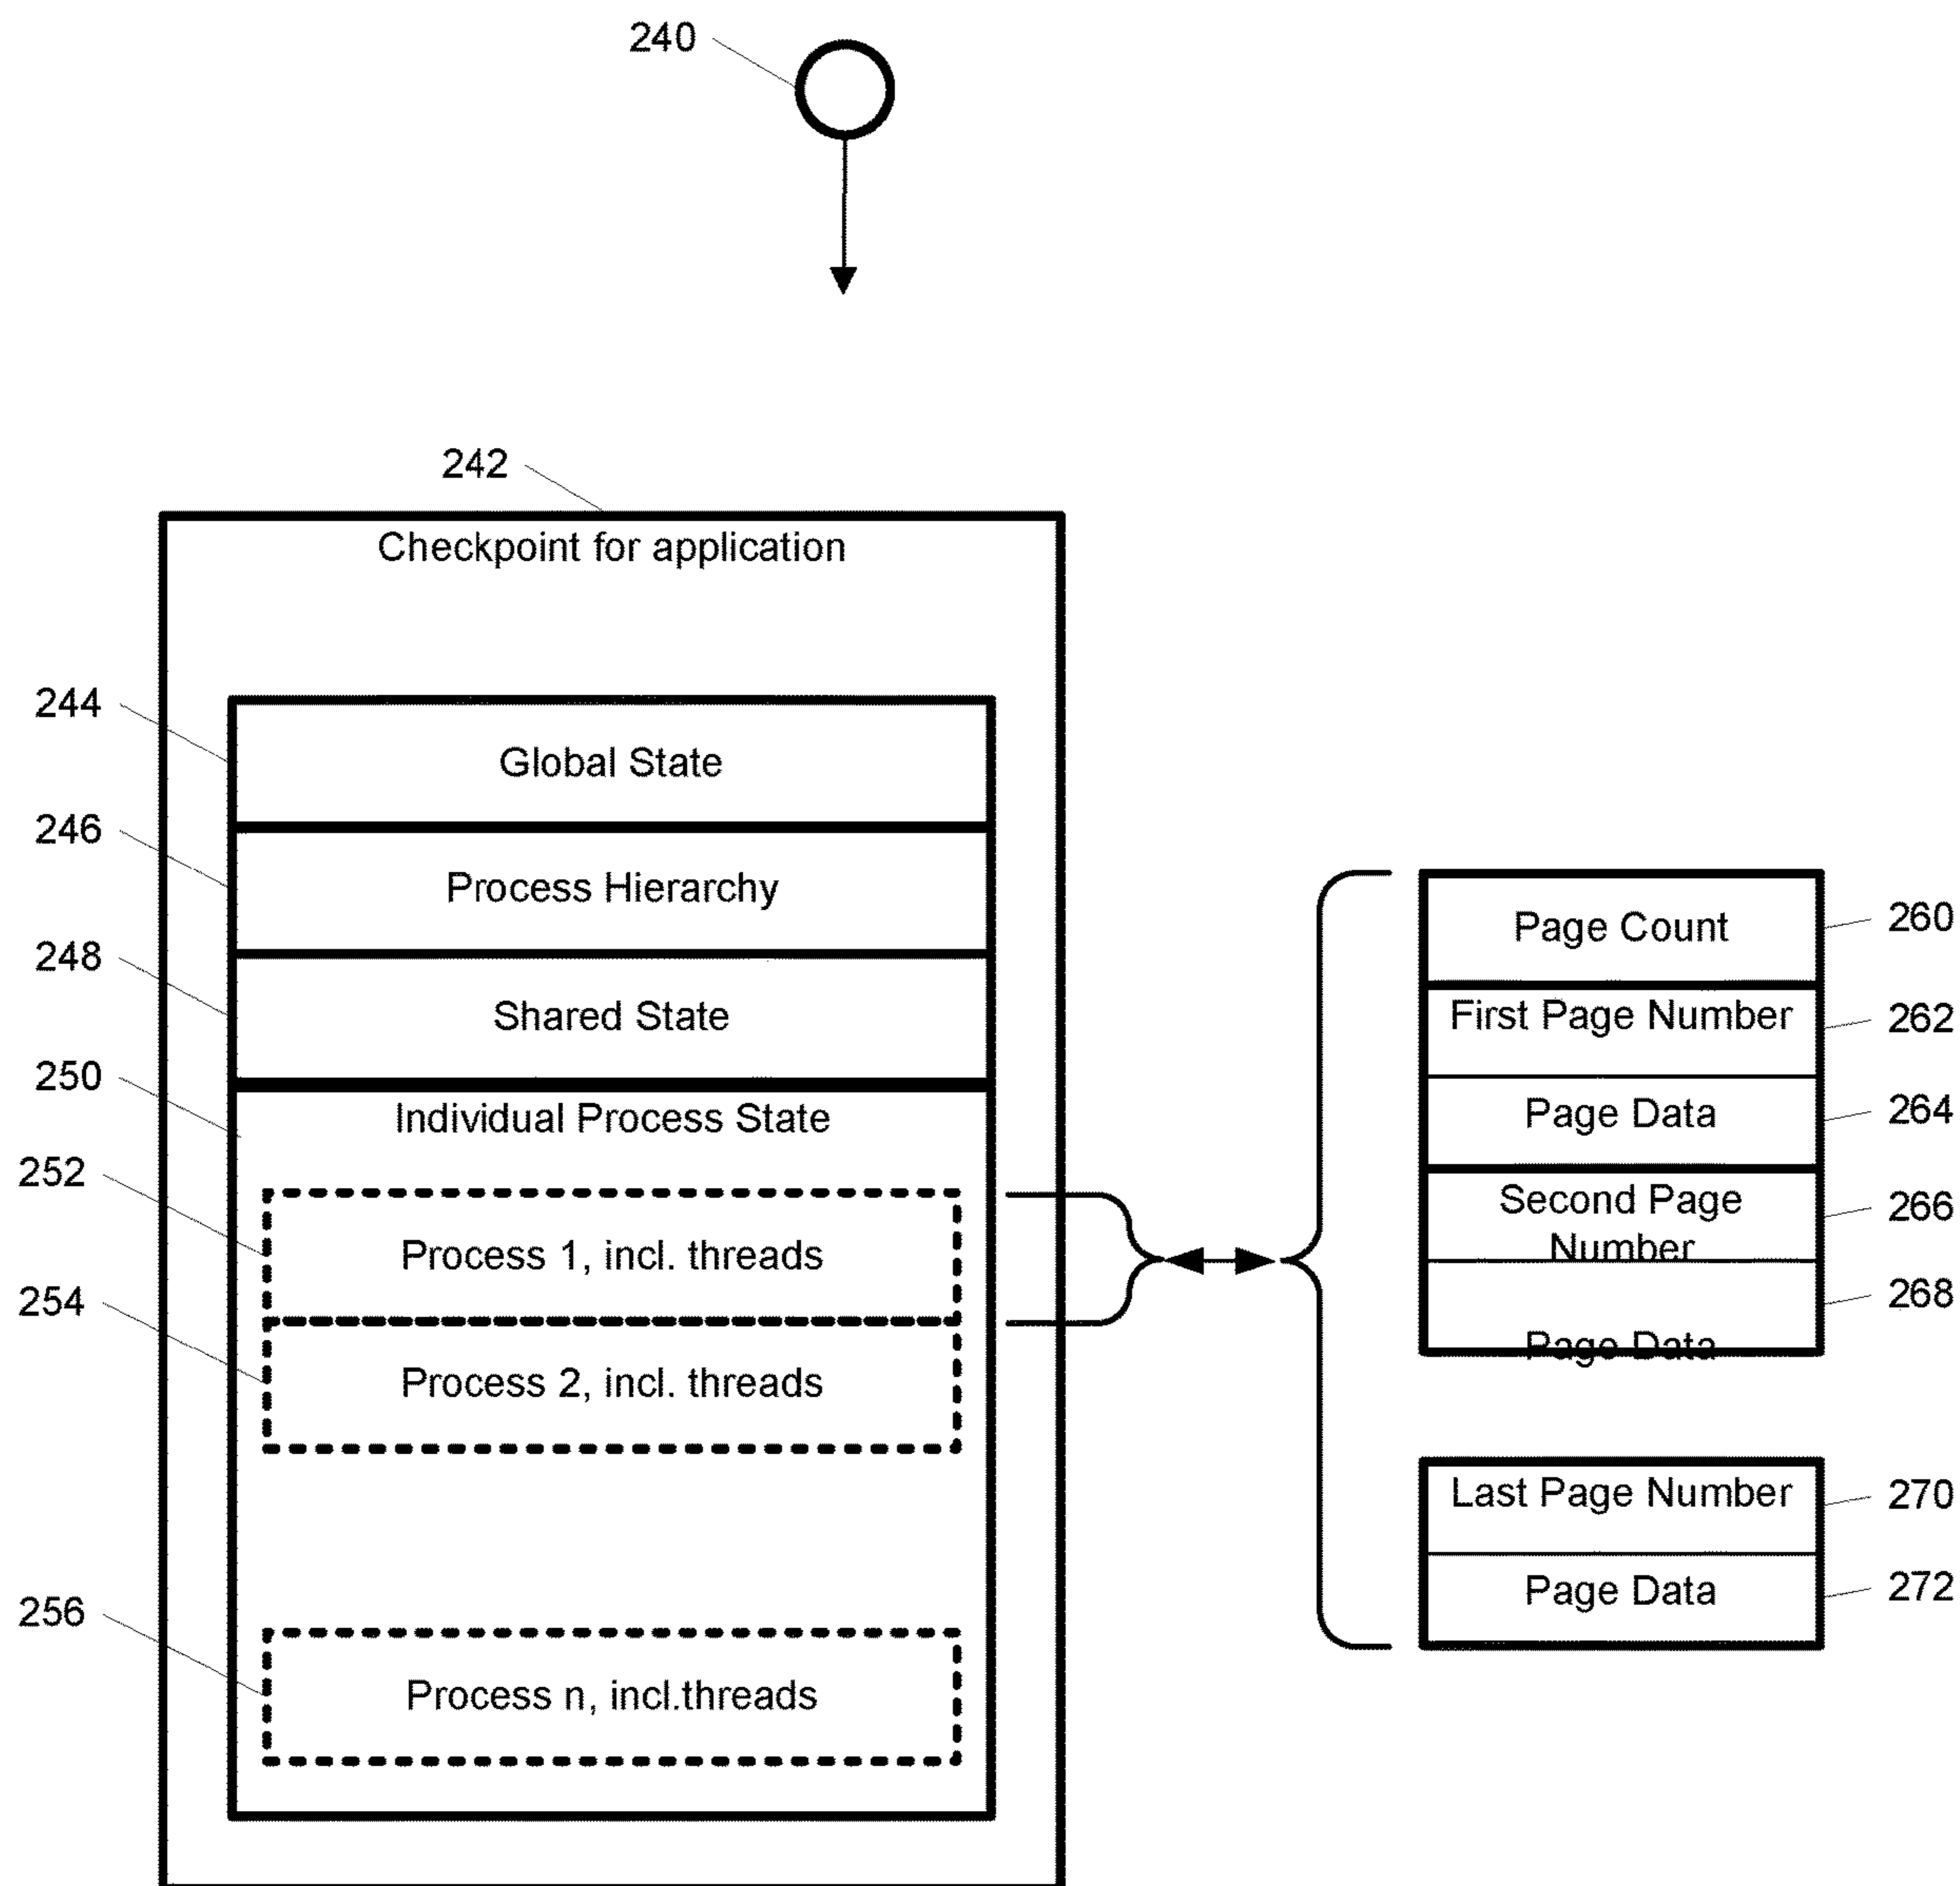 240
242
Checkpoint for application
244
Global State
246
Process Hierarchy
248
Shared State
250
Individual Process State
252
Process 1, incl. threads
254
Process 2, incl. threads
256
Process n, incl.threads
Page Count
260
First Page Number
262
Page Data
264
Second Page
Number
266
Page Data
268
Last Page Number
270
Page Data
272